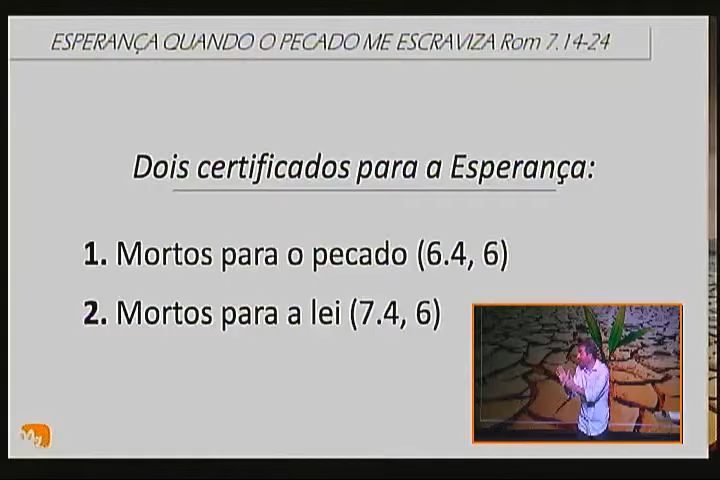 ESPERANÇA QUANDO O PECADO ME ESCRAVIZA Rom 7.14-24
Dois certificados para a Esperança:
1. Mortos para o pecado (6.4, 6)
2. Mortos para a lei (7.4, 6)